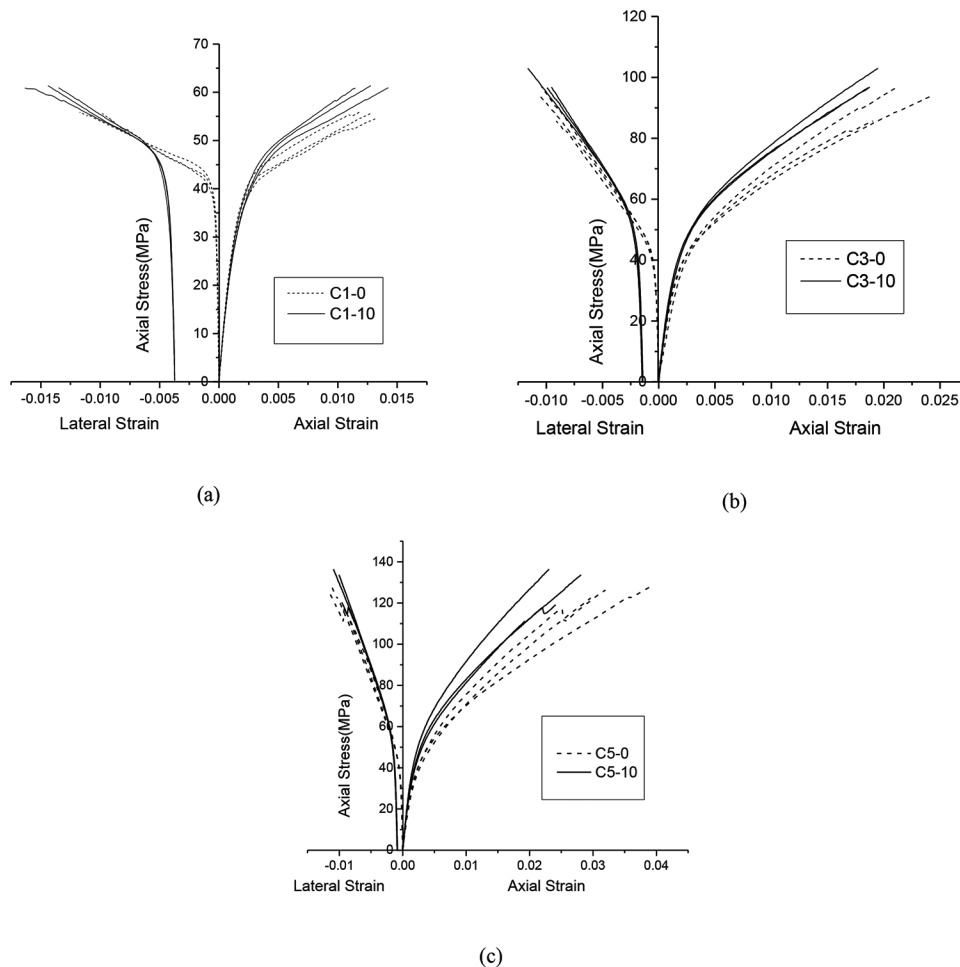 70
60
50
40
30
20
10
0
Axial Stress(MPa)
C1-0
C1-10
-0.015 -0.010 -0.005 0.000 0.005 0.010 0.015
Lateral Strain Axial Strain
(a)
120
100
80
60
40
20
0
Axial Stress(MPa)
C3-0
C3-10
-0.010 -0.005 0.000 0.005 0.010 0.015 0.020 0.025
Lateral Strain Axial Strain
(b)
140
120
100
80
60
40
20
0
Axial Stress(MPa)
C5-0
C5-10
-0.01 0.00 0.01 0.02 0.03 0.04
Lateral Strain Axial Strain
(c)